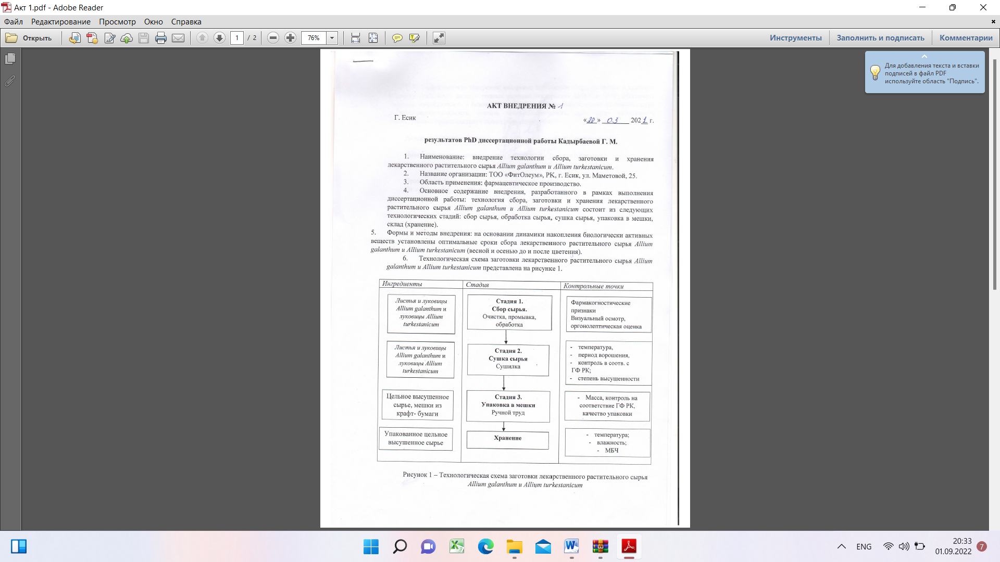 Акт 1.pdf - Adobe Reader
Файл Редактирование Просмотр Окно Справка
Открыть 1 / 2 76% Инструменты Заполнить и подписать Комментарии
Для добавления текста и вставки
подписей в файл PDF
используйте область "Подпись".
АКТ ВНЕДРЕНИЯ № 1
Г. Есик «20» 03 2021 г.
результатов PhD диссертационной работы Кадырбаевой Г. М.
1. Наименование: внедрение технологии сбора, заготовки и хранения
лекарственного растительного сырья Allium galanthum и Allium turkestanicum.
2. Название организации: ТОО «ФитОлеум», РК, г. Есик, ул. Маметовой, 25.
3. Область применения: фармацевтическое производство.
4. Основное содержание внедрения, разработанного в рамках выполнения
диссертационной работы: технология сбора, заготовки и хранения лекарственного
растительного сырья Allium galanthum и Allium turkestanicum состоит из следующих
технологических стадий: сбор сырья, обработка сырья, сушка сырья, упаковка в мешки,
склад (хранение).
5. Формы и методы внедрения: на основании динамики накопления биологически активных
веществ установлены оптимальные сроки сбора лекарственного растительного сырья Allium
galanthum и Allium turkestanicum (весной и осенью до и после цветения).
6. Технологическая схема заготовки лекарственного растительного сырья Allium
galanthum и Allium turkestanicum представлена на рисунке 1.
Ингредиенты Стадия Контрольные точки
Листья и луковицы
Allium galanthum и
луковицы Allium
turkestanicum
Стадия 1.
Сбор сырья.
Очистка, промывка,
обработка
Фармакогностические
признаки
Визуальный осмотр,
оргонолептическая оценка
Листья и луковицы
Allium galanthum и
луковицы Allium
turkestanicum
Стадия 2.
Сушка сырья
Сушилка
- температура,
- период ворошения,
- контроль в соотв. с
ГФ РК;
- степень высушенности
Цельное высушенное
сырье, мешки из
крафт- бумаги
Стадия 3.
Упаковка в мешки
Ручной труд
- Масса, контроль на
соответствие ГФ РК,
качество упаковки
Упакованное цельное
высушенное сырье
Хранение
- температура;
- влажность;
- МБЧ
Рисунок 1 – Технологическая схема заготовки лекарственного растительного сырья
Allium galanthum и Allium turkestanicum
ENG
20:33
01.09.2022
7